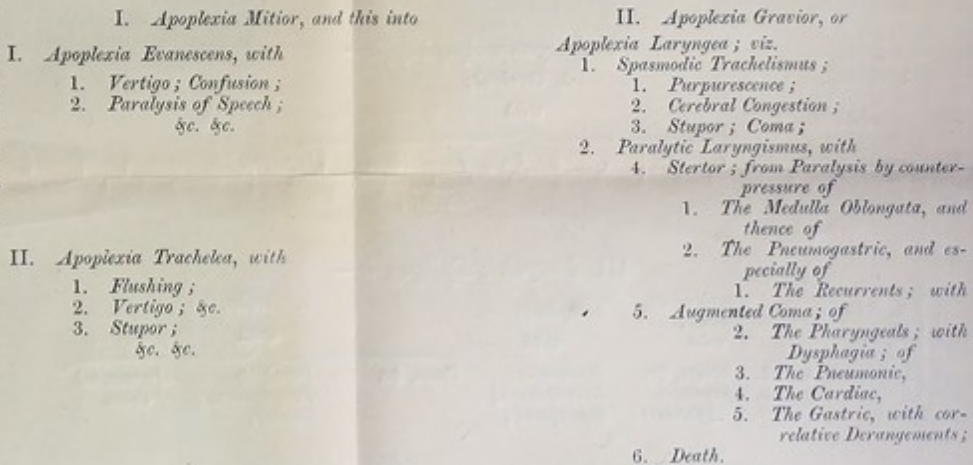 I. Apoplexia Mitior, and this into
I. Apoplexia Evanescens, with
1. Vertigo; Confusion;
2. Paralysis of Speech;
&c. &c.
II. Apoplexia Trachelea, with
1. Flushing;
2. Vertigo; &c.
3. Stupor;
&c. &c.
II. Apoplexia Gravior, or
Apoplexia Laryngea; viz.
1. Spasmodic Trachelismus;
1. Purpurescence;
2. Cerebral Congestion;
3. Stupor; Coma;
2. Paralytic Laryngismus, with
4. Stertor; from Paralysis by counter-
pressure of
1. The Medulla Oblongata, and
thence of
2. The Pneumogastric, and es-
pecially of
1. The Recurrents; with
5. Augmented Coma; of
2. The Pharyngeals; with
Dysphagia; of
3. The Pneumonic,
4. The Cardiac,
5. The Gastric, with cor-
relative Derangements;
6. Death.